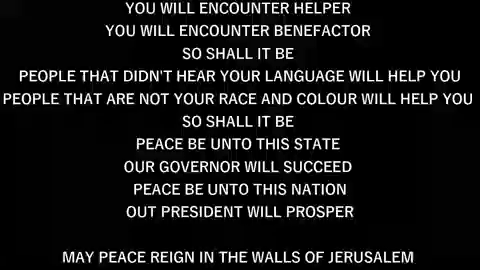 YOU WILL ENCOUNTER HELPER
YOU WILL ENCOUNTER BENEFACTOR
SO SHALL IT BE
PEOPLE THAT DIDN'T HEAR YOUR LANGUAGE WILL HELP YOU
PEOPLE THAT ARE NOT YOUR RACE AND COLOUR WILL HELP YOU
SO SHALL IT BE
PEACE BE UNTO THIS STATE
OUR GOVERNOR WILL SUCCEED
PEACE BE UNTO THIS NATION
OUT PRESIDENT WILL PROSPER
MAY PEACE REIGN IN THE WALLS OF JERUSALEM